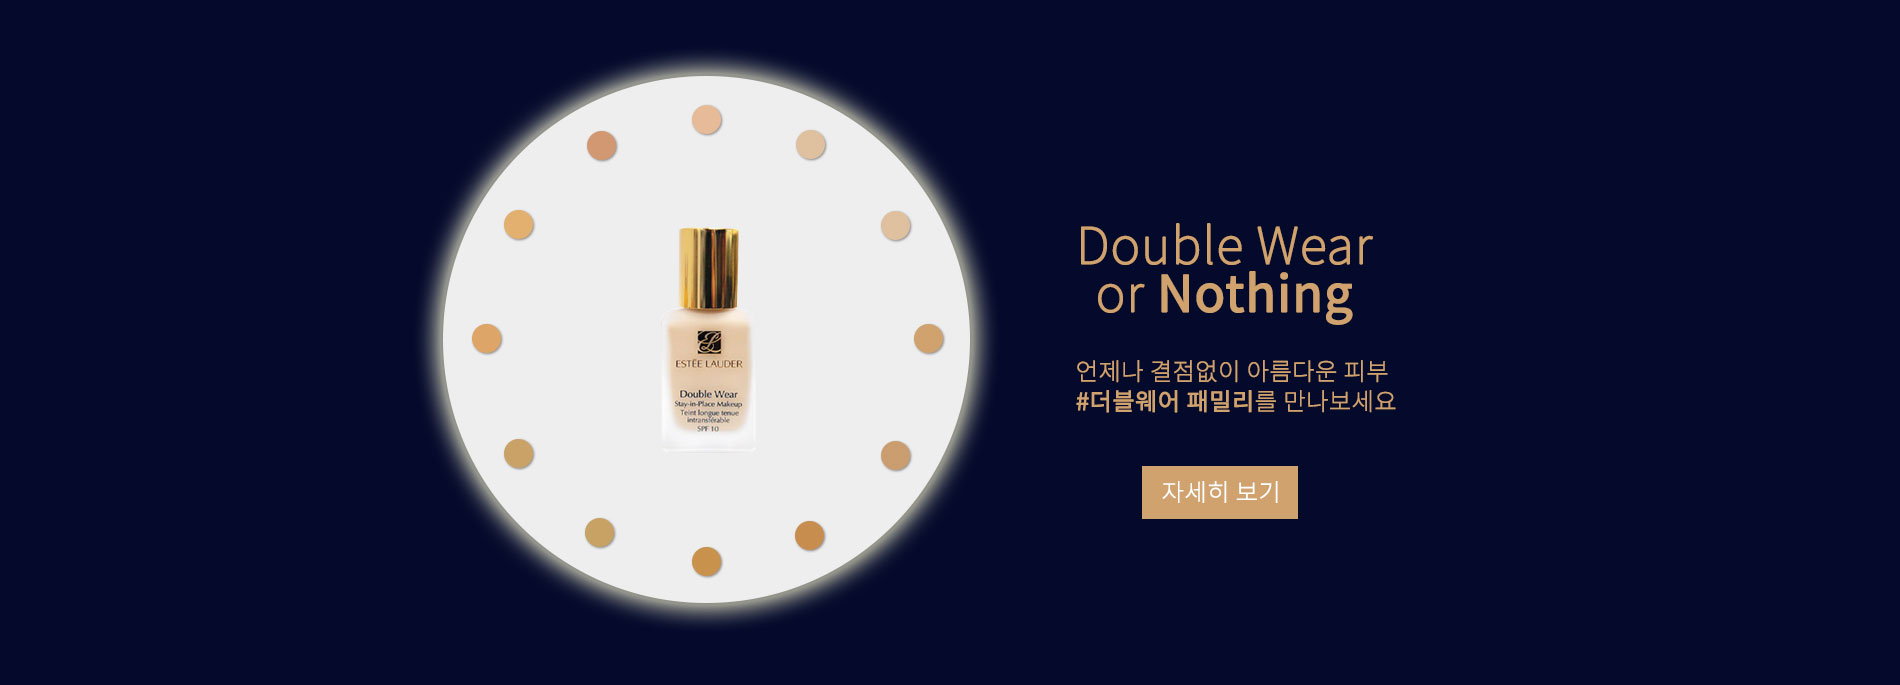 ESTĒE LAUDER
Double Wear
Stay-in-Place Makeup
Teint longue tenue
intransférable
SPF 10
Double Wear
or Nothing
언제나 결점없이 아름다운 피부
#더블웨어 패밀리를 만나보세요
자세히 보기